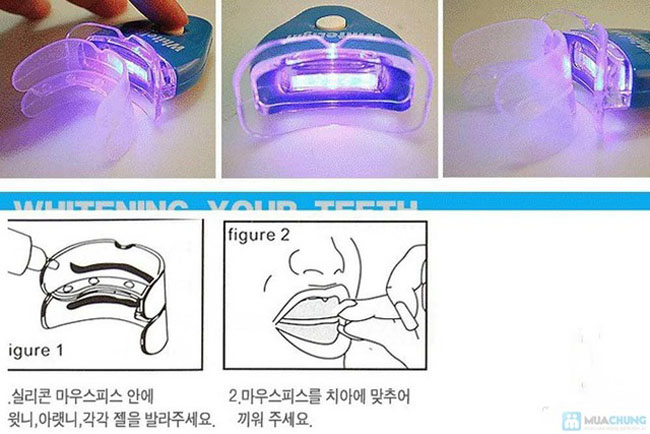 WhiteLight
WHITENING YOUR TEETH
figure 2
igure 1
.실리콘 마우스피스 안에
윗니,아랫니,각각 젤을 발라주세요.
2.마우스피스를 치아에 맞추어
끼워 주세요.
MUACHUNG